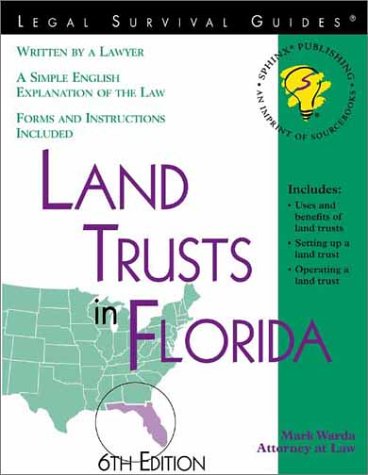 LEGAL SURVIVAL GUIDES®
WRITTEN BY A LAWYER
A SIMPLE ENGLISH
EXPLANATION OF THE LAW
FORMS AND INSTRUCTIONS
INCLUDED
SPHINX® PUBLISHING
AN IMPRINT OF SOURCEBOOKS
LAND
TRUSTS
in
FLORIDA
Includes:
• Uses and
benefits of
land trusts
• Setting up a
land trust
• Operating a
land trust
6TH EDITION
Mark Warda
Attorney at Law